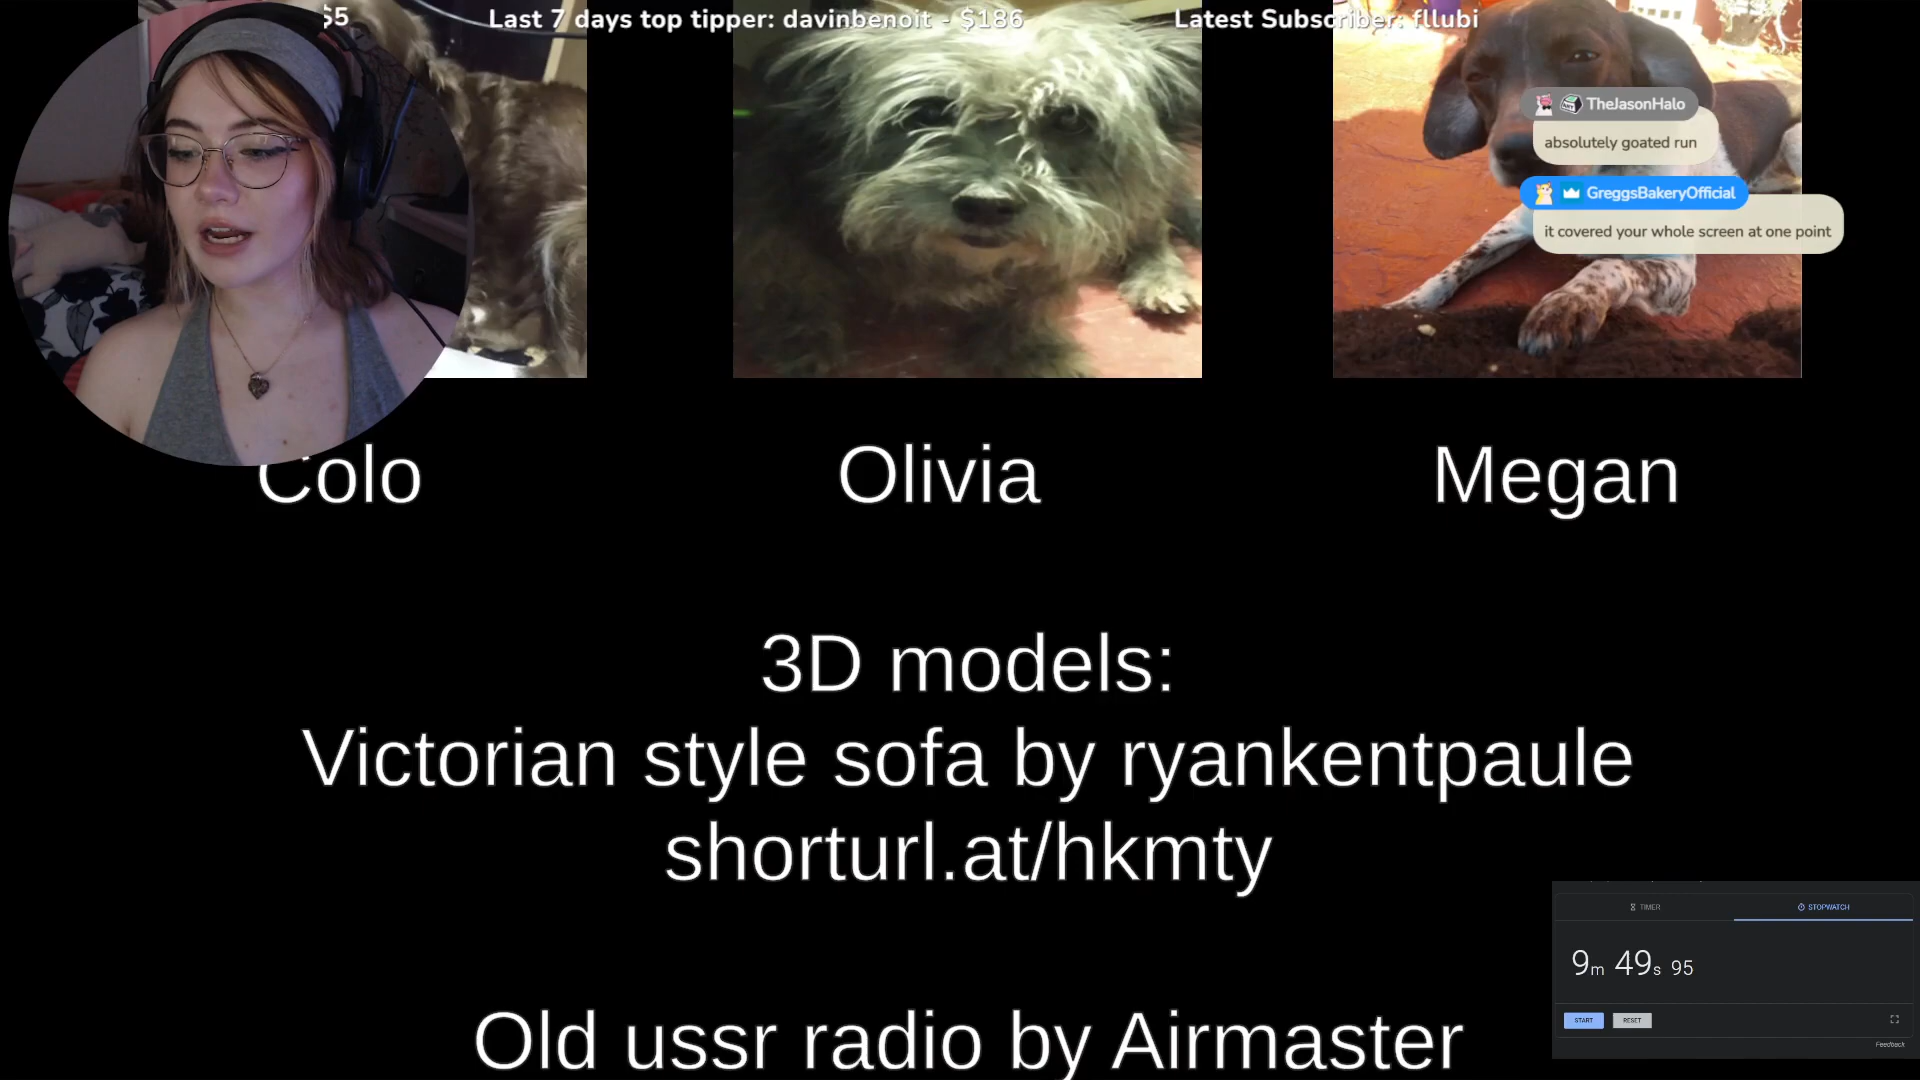 $5
Last 7 days top tipper: davinbenoit - $186
Latest Subscriber: fllubi
TheJasonHalo
absolutely goated run
GreggsBakeryOfficial
it covered your whole screen at one point
Colo
Olivia
Megan
3D models:
Victorian style sofa by ryankentpaule
shorturl.at/hkmty
TIMER
STOPWATCH
9m 49s 95
START
RESET
Feedback
Old ussr radio by Airmaster